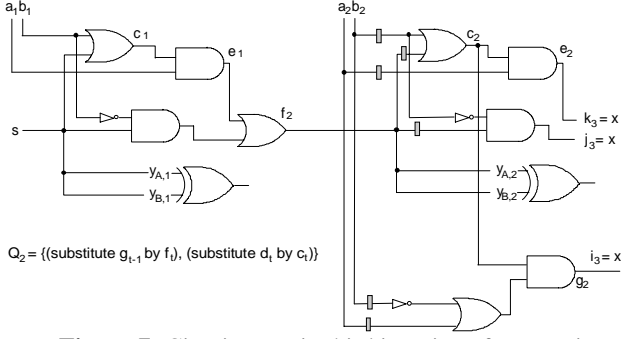 a1b1
a2b2
c1
e1
c2
e2
f2
s
k3 = x
j3 = x
yA,1
yB,1
yA,2
yB,2
Q2 = {(substitute gt-1 by ft), (substitute dt by ct)}
i3 = x
g2